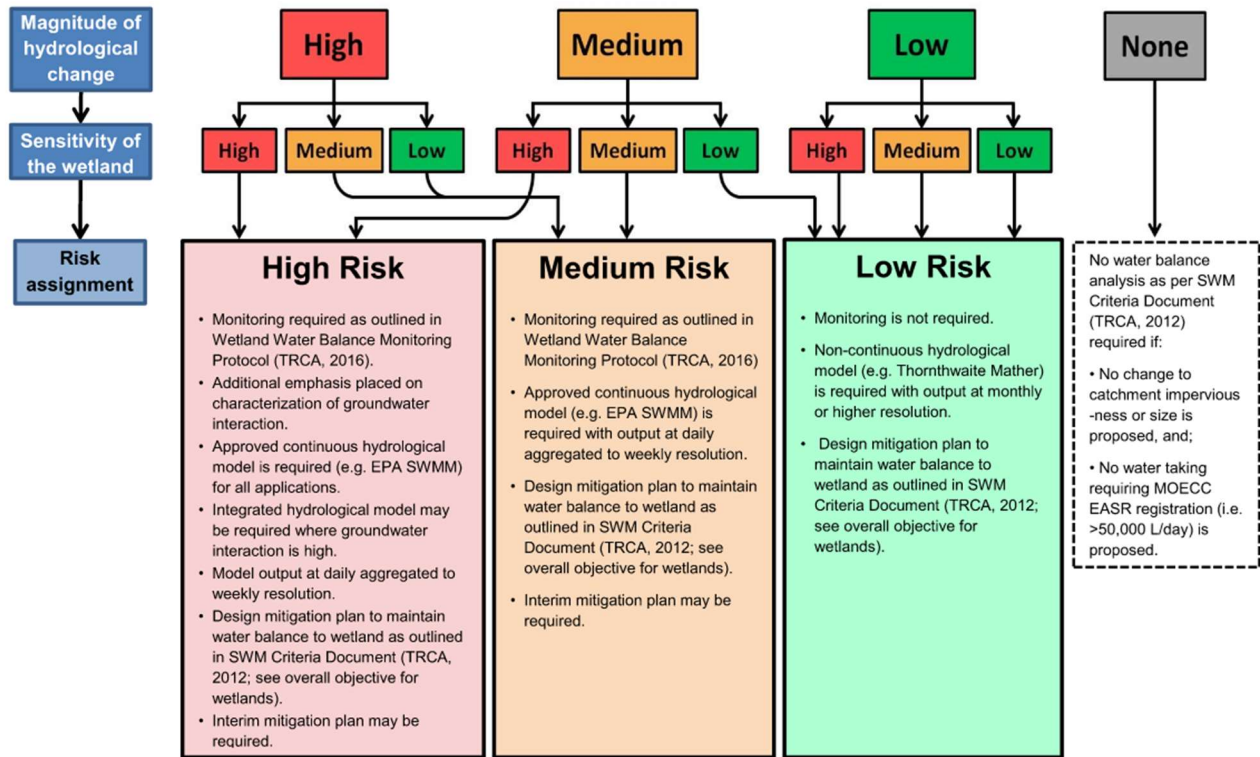 Magnitude of
hydrological
change
High
Medium
Low
None
Sensitivity of
the wetland
High
Medium
Low
High
Medium
Low
High
Medium
Low
Risk
assignment
High Risk
• Monitoring required as outlined in
Wetland Water Balance Monitoring
Protocol (TRCA, 2016).
• Additional emphasis placed on
characterization of groundwater
interaction.
• Approved continuous hydrological
model is required (e.g. EPA SWMM)
for all applications.
• Integrated hydrological model may
be required where groundwater
interaction is high.
• Model output at daily aggregated to
weekly resolution.
• Design mitigation plan to maintain
water balance to wetland as outlined
in SWM Criteria Document (TRCA,
2012; see overall objective for
wetlands).
• Interim mitigation plan may be
required.
Medium Risk
• Monitoring required as outlined in
Wetland Water Balance
Monitoring Protocol (TRCA, 2016)
• Approved continuous hydrological
model (e.g. EPA SWMM) is
required with output at daily
aggregated to weekly resolution.
• Design mitigation plan to maintain
water balance to wetland as
outlined in SWM Criteria
Document (TRCA, 2012; see
overall objective for wetlands).
• Interim mitigation plan may be
required.
Low Risk
• Monitoring is not required.
• Non-continuous hydrological
model (e.g. Thornthwaite Mather)
is required with output at monthly
or higher resolution.
• Design mitigation plan to
maintain water balance to
wetland as outlined in SWM
Criteria Document (TRCA, 2012;
see overall objective for
wetlands).
No water balance
analysis as per SWM
Criteria Document
(TRCA, 2012)
required if:
• No change to
catchment impervious
-ness or size is
proposed, and;
• No water taking
requiring MOECC
EASR registration (i.e.
>50,000 L/day) is
proposed.